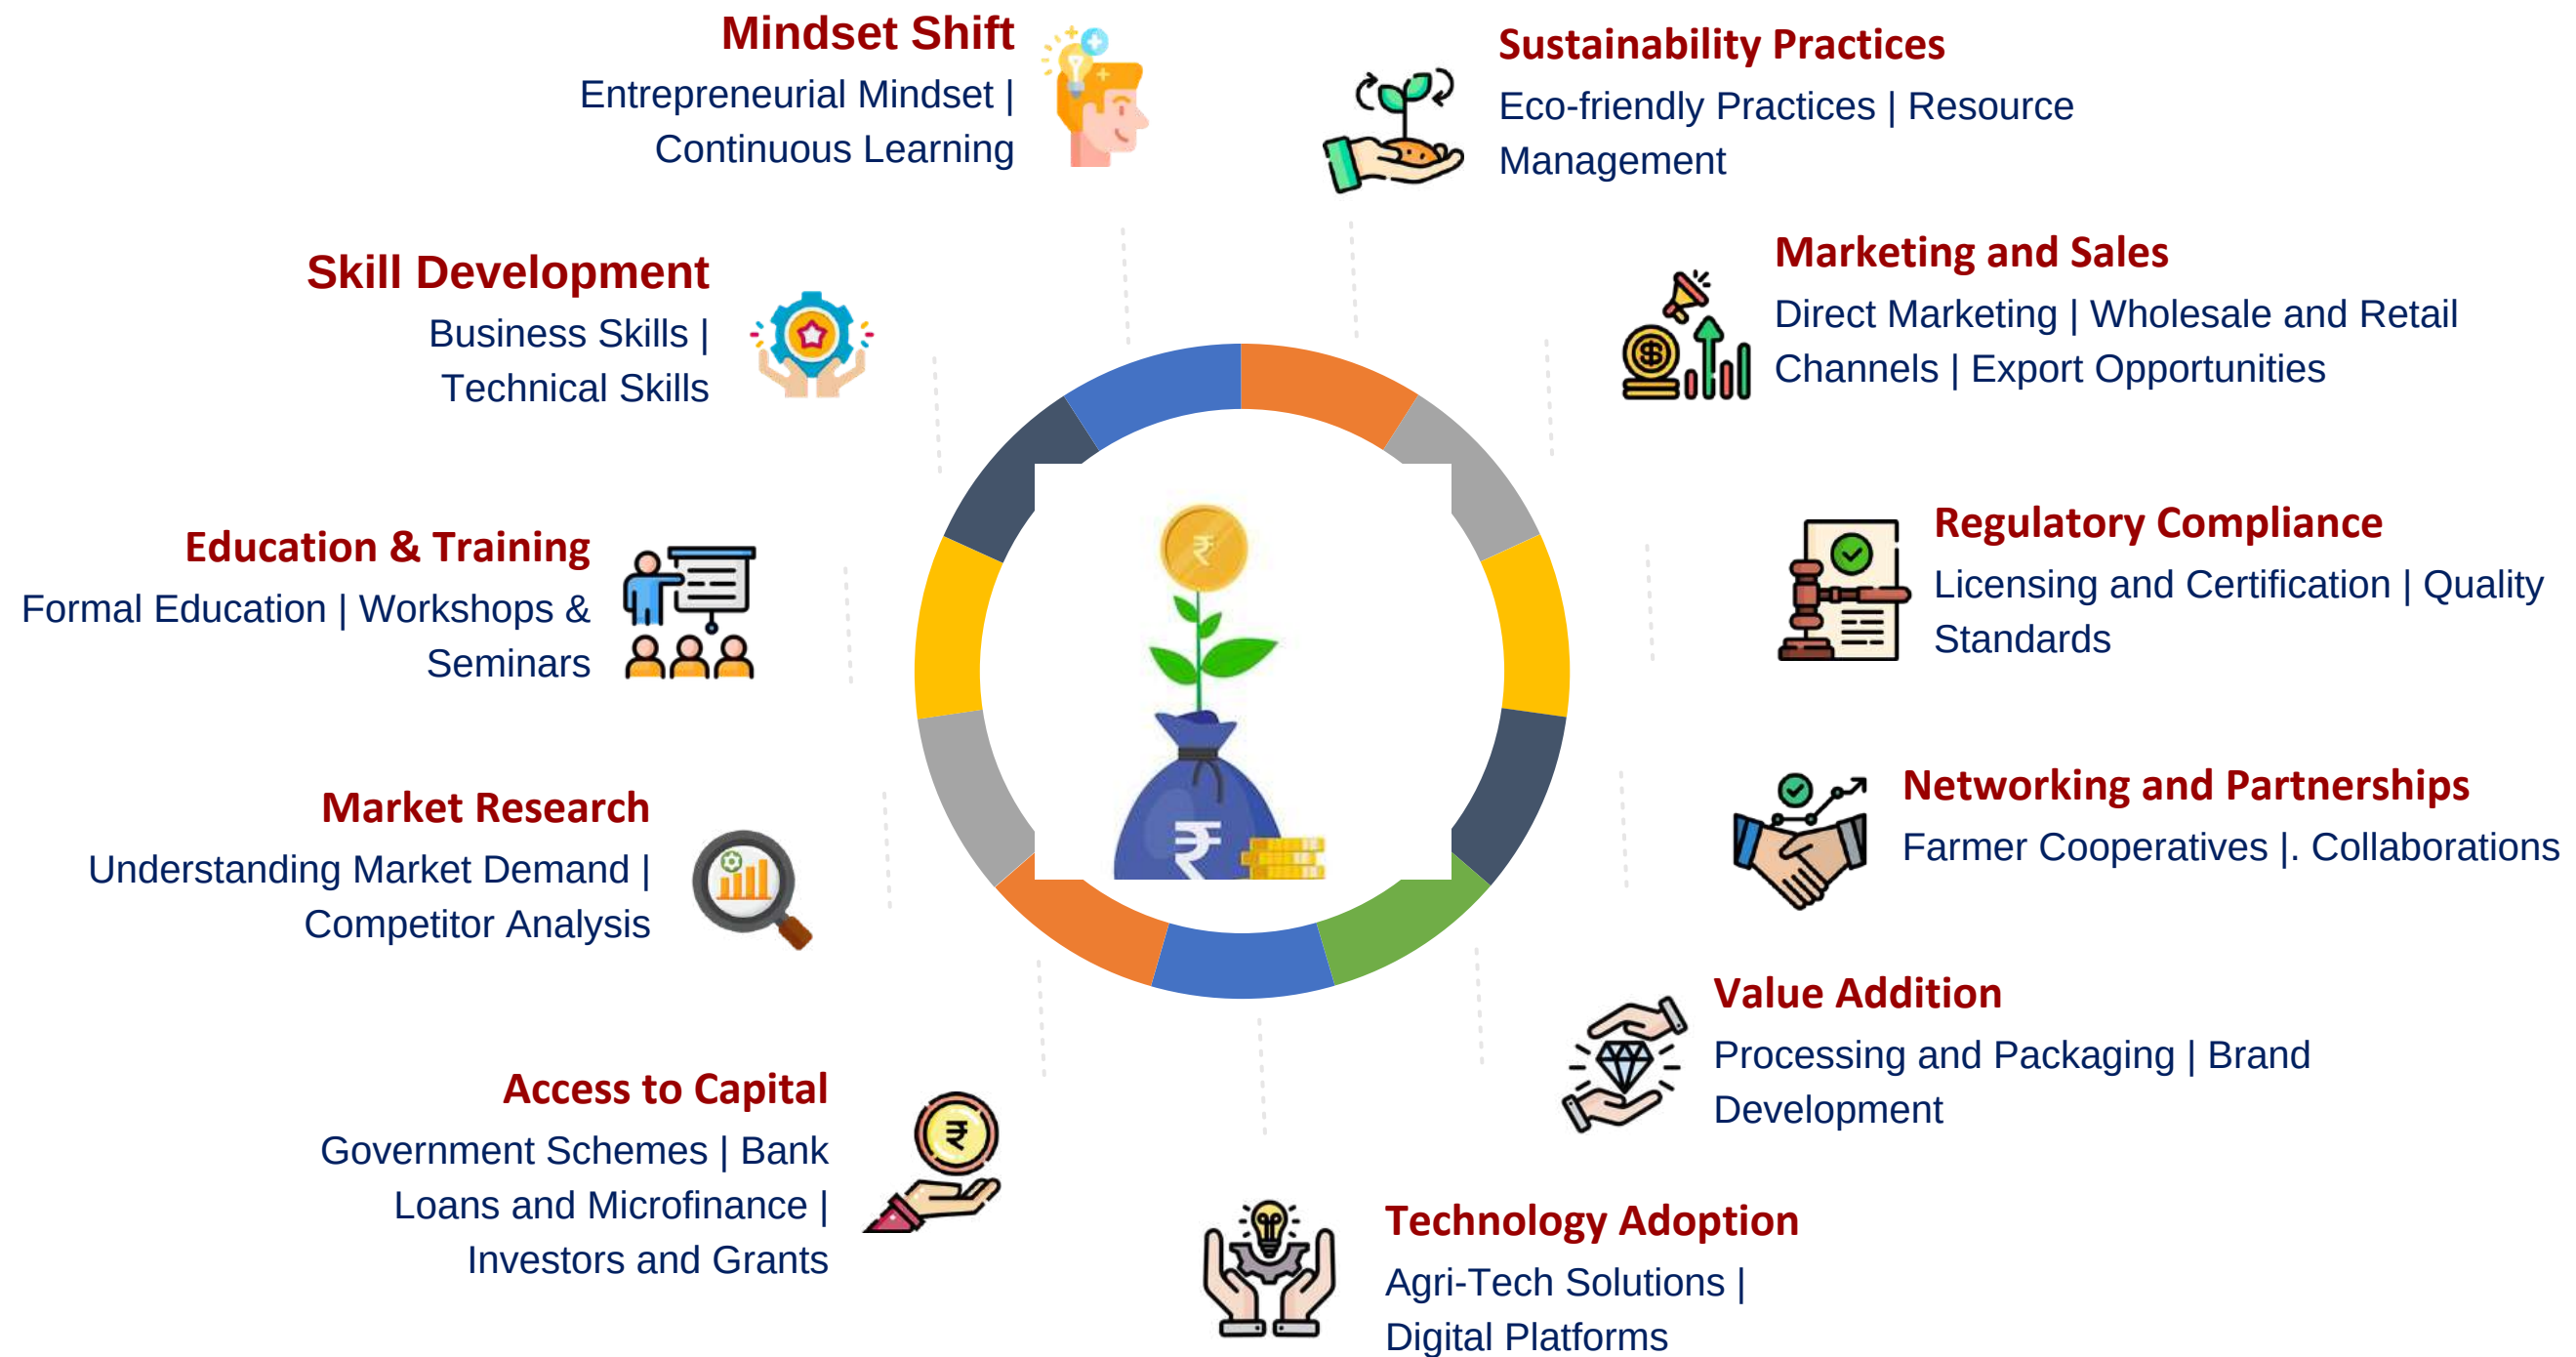 Mindset Shift
Entrepreneurial Mindset |
Continuous Learning
Sustainability Practices
Eco-friendly Practices | Resource
Management
Skill Development
Business Skills |
Technical Skills
Marketing and Sales
Direct Marketing | Wholesale and Retail
Channels | Export Opportunities
Education & Training
Formal Education | Workshops &
Seminars
Regulatory Compliance
Licensing and Certification | Quality
Standards
Market Research
Understanding Market Demand |
Competitor Analysis
Networking and Partnerships
Farmer Cooperatives |. Collaborations
Access to Capital
Government Schemes | Bank
Loans and Microfinance |
Investors and Grants
Value Addition
Processing and Packaging | Brand
Development
Technology Adoption
Agri-Tech Solutions |
Digital Platforms
₹
₹
₹
$